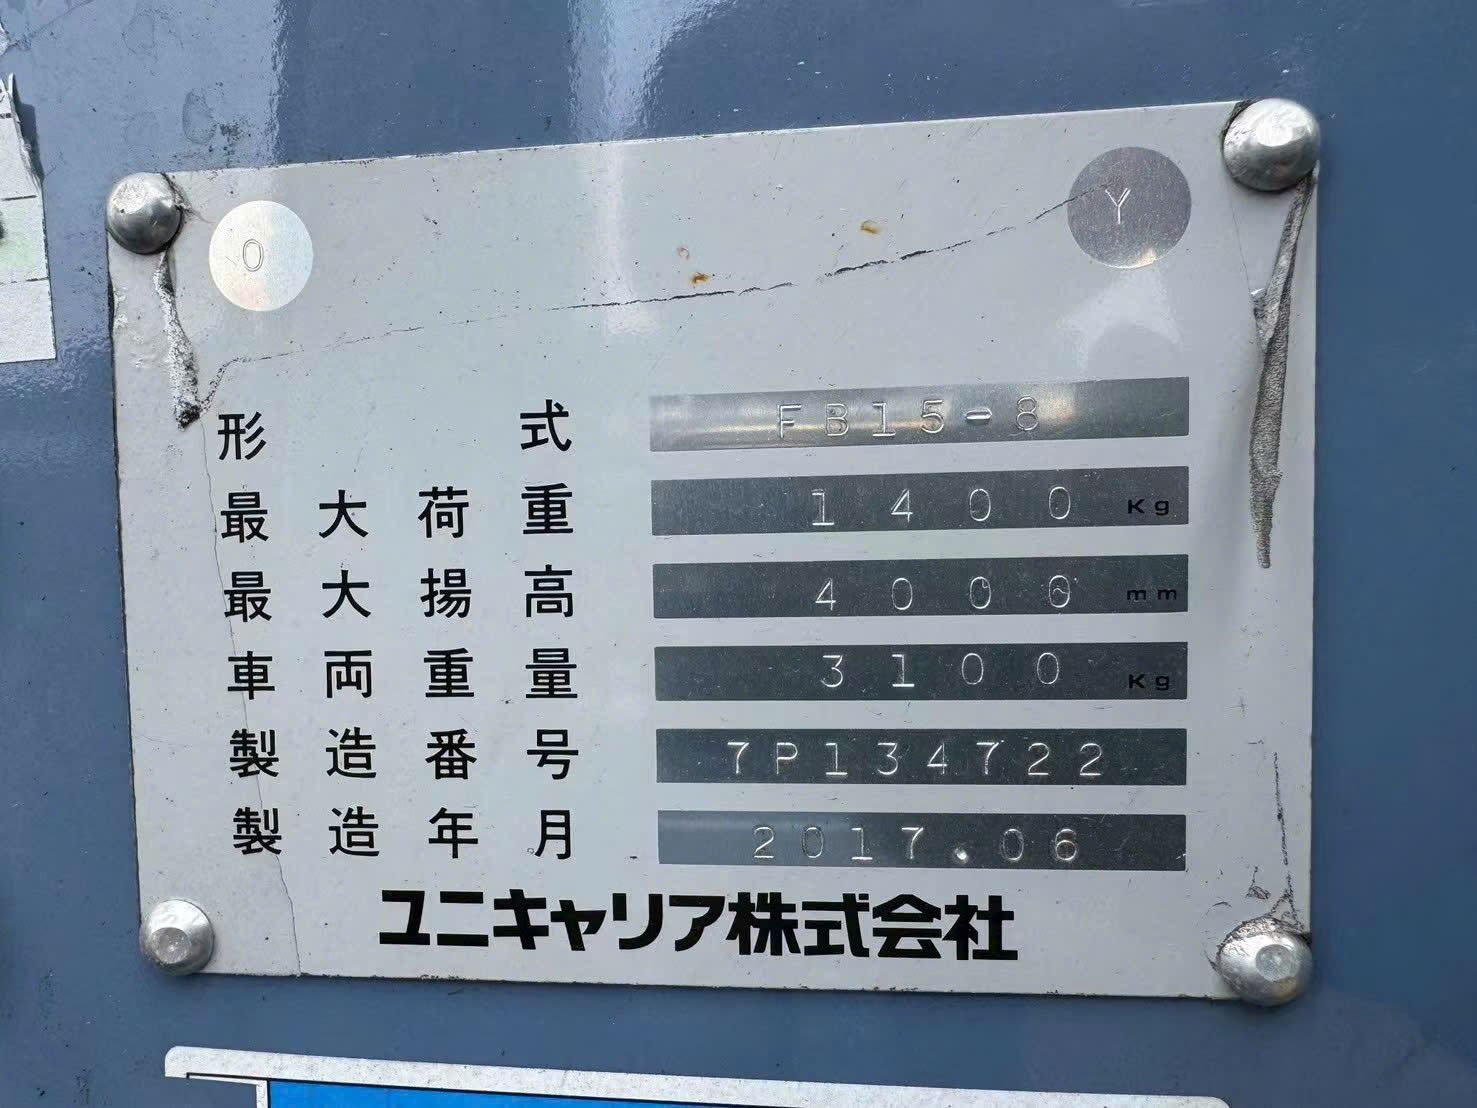 O Y
形式 FB15-8
最大荷重 1400 Kg
最大揚高 4000 mm
車両重量 3100 Kg
製造番号 7P134722
製造年月 2017.06
ユニキャリア株式会社